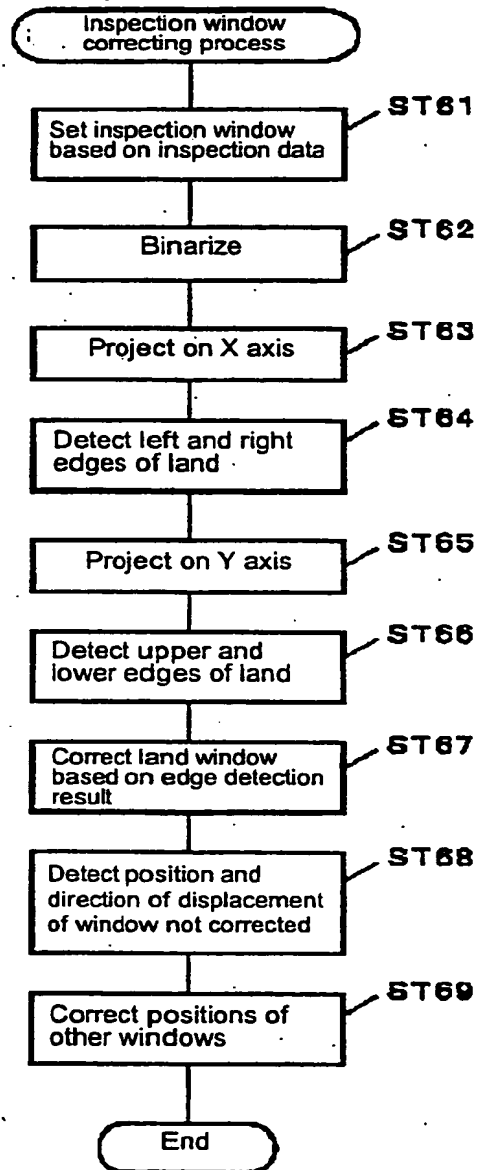 Inspection window
correcting process
ST61
Set inspection window
based on inspection data
ST62
Binarize
ST63
Project on X axis
ST64
Detect left and right
edges of land
ST65
Project on Y axis
ST66
Detect upper and
lower edges of land
ST67
Correct land window
based on edge detection
result
ST68
Detect position and
direction of displacement
of window not corrected
ST69
Correct positions of
other windows
End